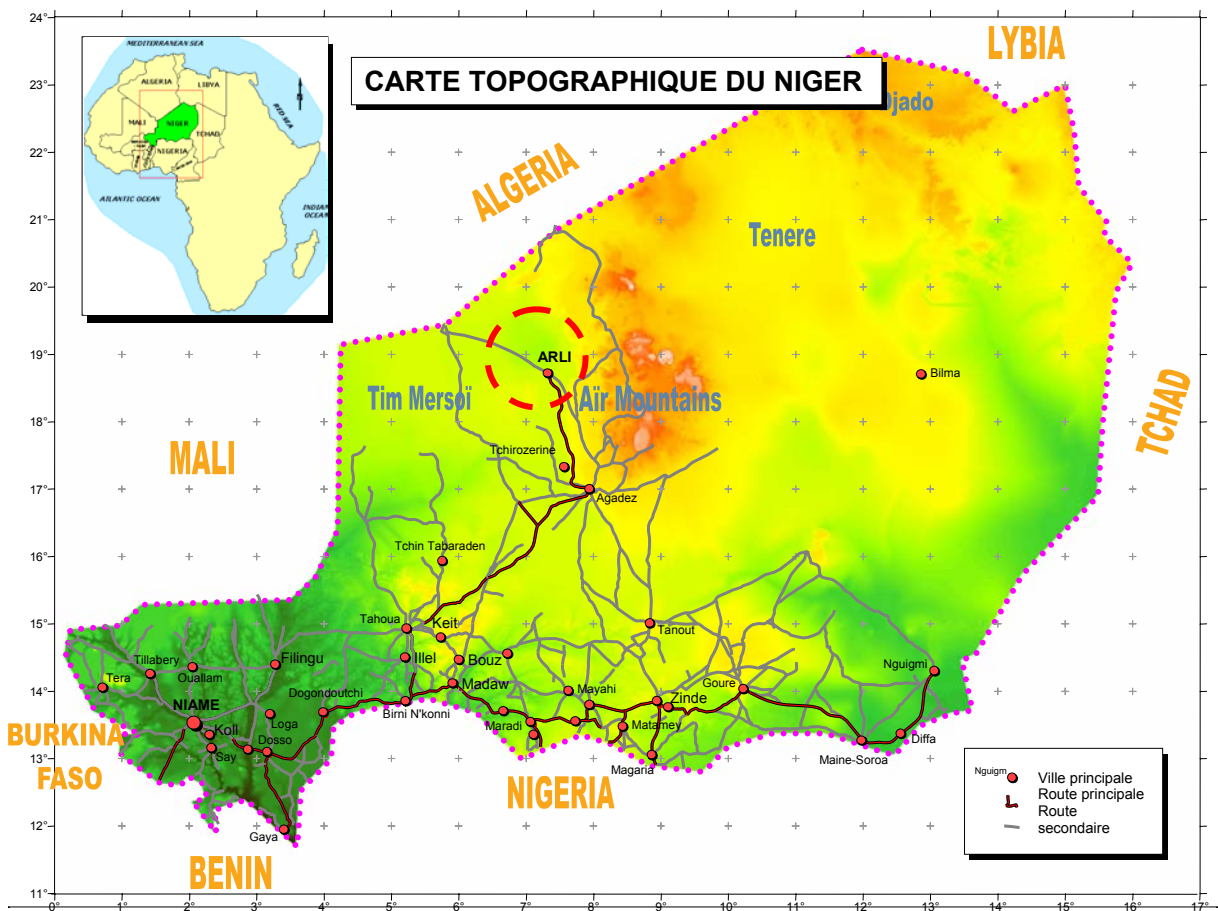 CARTE TOPOGRAPHIQUE DU NIGER
MEDITERRANEAN SEA
ALGERIA
LIBYA
RED SEA
MALI
NIGER
TCHAD
NIGERIA
ATLANTIC OCEAN
INDIAN
OCEAN
N
LYBIA
Djado
ALGERIA
Tenere
ARLI
Tim Mersoï
Aïr Mountains
Bilma
TCHAD
MALI
Tchirozerine
Agadez
Tchin Tabaraden
Tahoua
Keit
Tanout
Illel
Bouz
Filingu
Tillabery
Ouallam
Tera
Nguigmi
Goure
Madaw
Mayahi
Zinde
Dogondoutchi
Birni N'konni
NIAME
Koll
Loga
Dosso
Say
Maradi
Matamey
Magaria
Maine-Soroa
Diffa
BURKINA
FASO
NIGERIA
Gaya
BENIN
Nguigm
Ville principale
Route principale
Route
secondaire
24°
23°
22°
21°
20°
19°
18°
17°
16°
15°
14°
13°
12°
11°
0° 1° 2° 3° 4° 5° 6° 7° 8° 9° 10° 11° 12° 13° 14° 15° 16° 17°